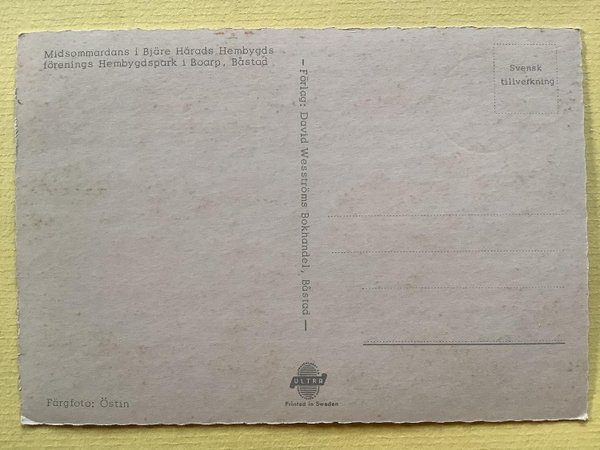 Midsommardans i Bjäre Härads Hembygds
förenings Hembygdspark i Boarp, Båstad
— Förlag: David Wesströms Bokhandel, Båstad —
Svensk
tillverkning
Färgfoto: Östin
ULTRA
Printed in Sweden